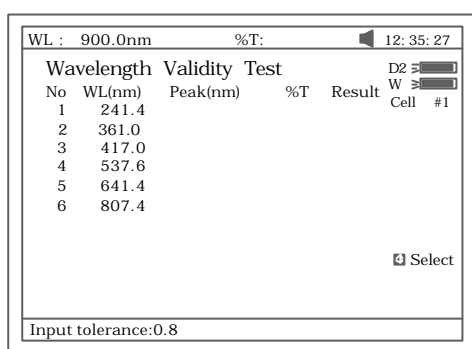 WL : 900.0nm %T: 12: 35: 27
Wavelength Validity Test
D2
No WL(nm) Peak(nm) %T Result
W
Cell #1
1 241.4
2 361.0
3 417.0
4 537.6
5 641.4
6 807.4
Select
Input tolerance:0.8